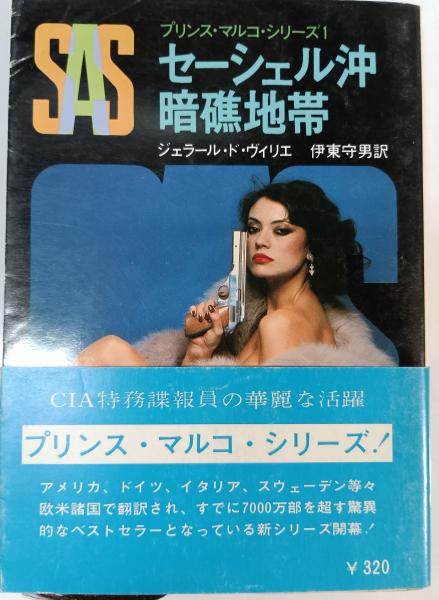 SAS
プリンス・マルコ・シリーズ1
セーシェル沖
暗礁地帯
ジェラール・ド・ヴィリエ 伊東守男訳
CIA特務諜報員の華麗な活躍
プリンス・マルコ・シリーズ!
アメリカ、ドイツ、イタリア、スウェーデン等々
欧米諸国で翻訳され、すでに7000万部を超す驚異
的なベストセラーとなっている新シリーズ開幕!
¥320